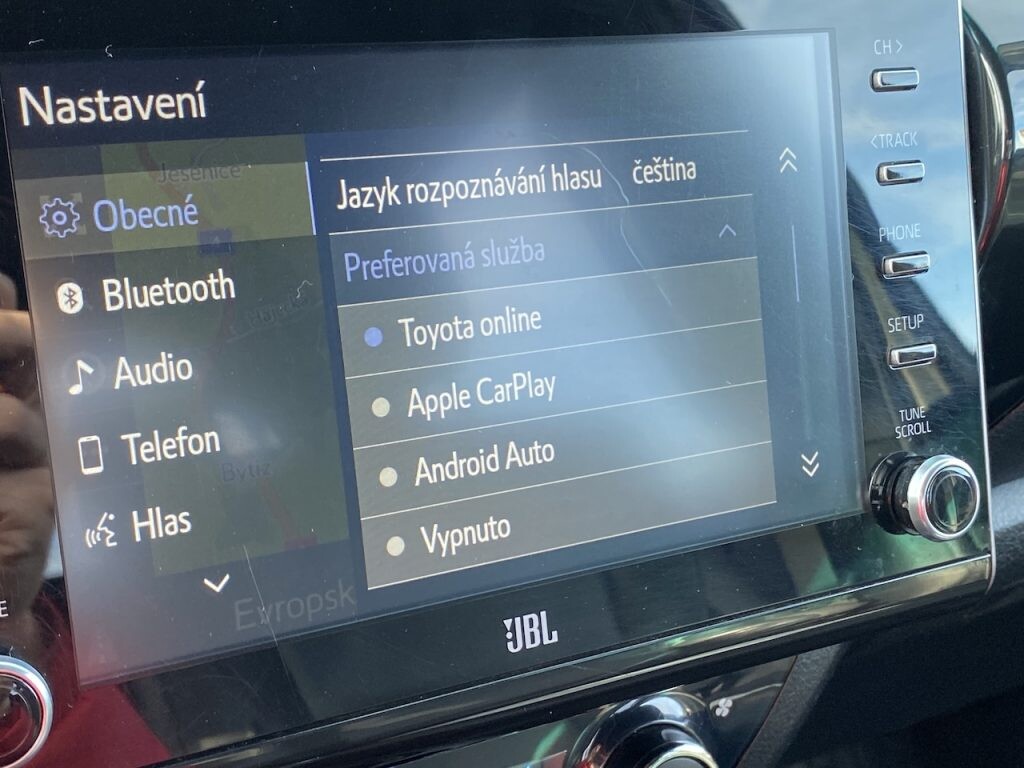 Nastavení
Jesenice
Obecné
Bluetooth
Audio
Telefon
Bytíz
Hlas
Evropsk
Jazyk rozpoznávání hlasu čeština
Preferovaná služba
Toyota online
Apple CarPlay
Android Auto
Vypnuto
CH >
< TRACK
PHONE
SETUP
TUNE
SCROLL
E
JBL